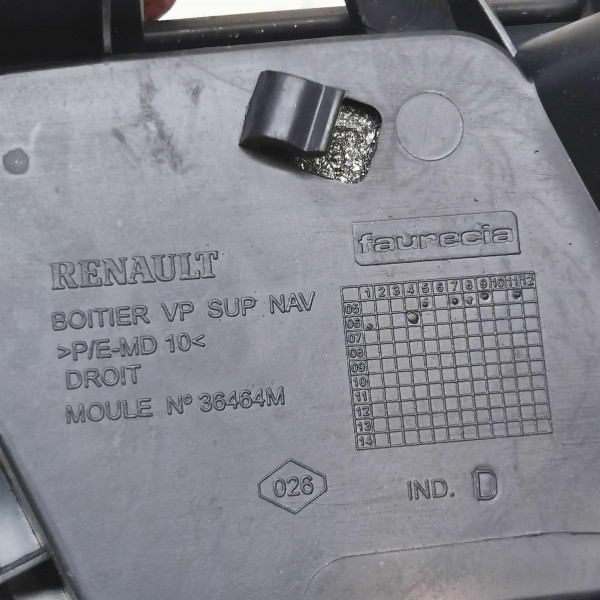 RENAULT
BOITIER VP SUP NAV
>P/E-MD 10<
DROIT
MOULE Nº 36464M
faurecia
1 2 3 4 5 6 7 8 9 10 11 12
05
06
07
08
09
10
11
12
13
14
026
IND. D